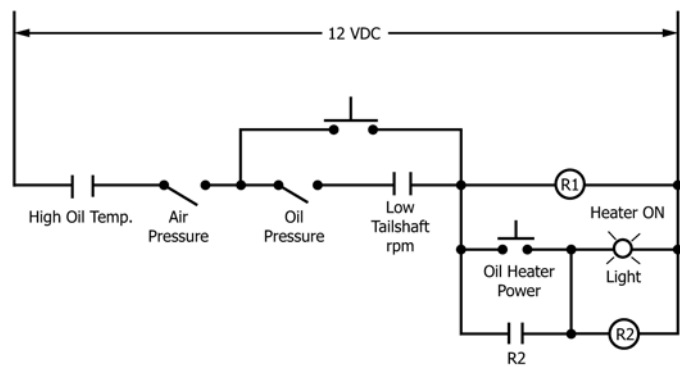 12 VDC
High Oil Temp.
Air
Pressure
Oil
Pressure
Low
Tailshaft
rpm
R1
Heater ON
Light
Oil Heater
Power
R2
R2